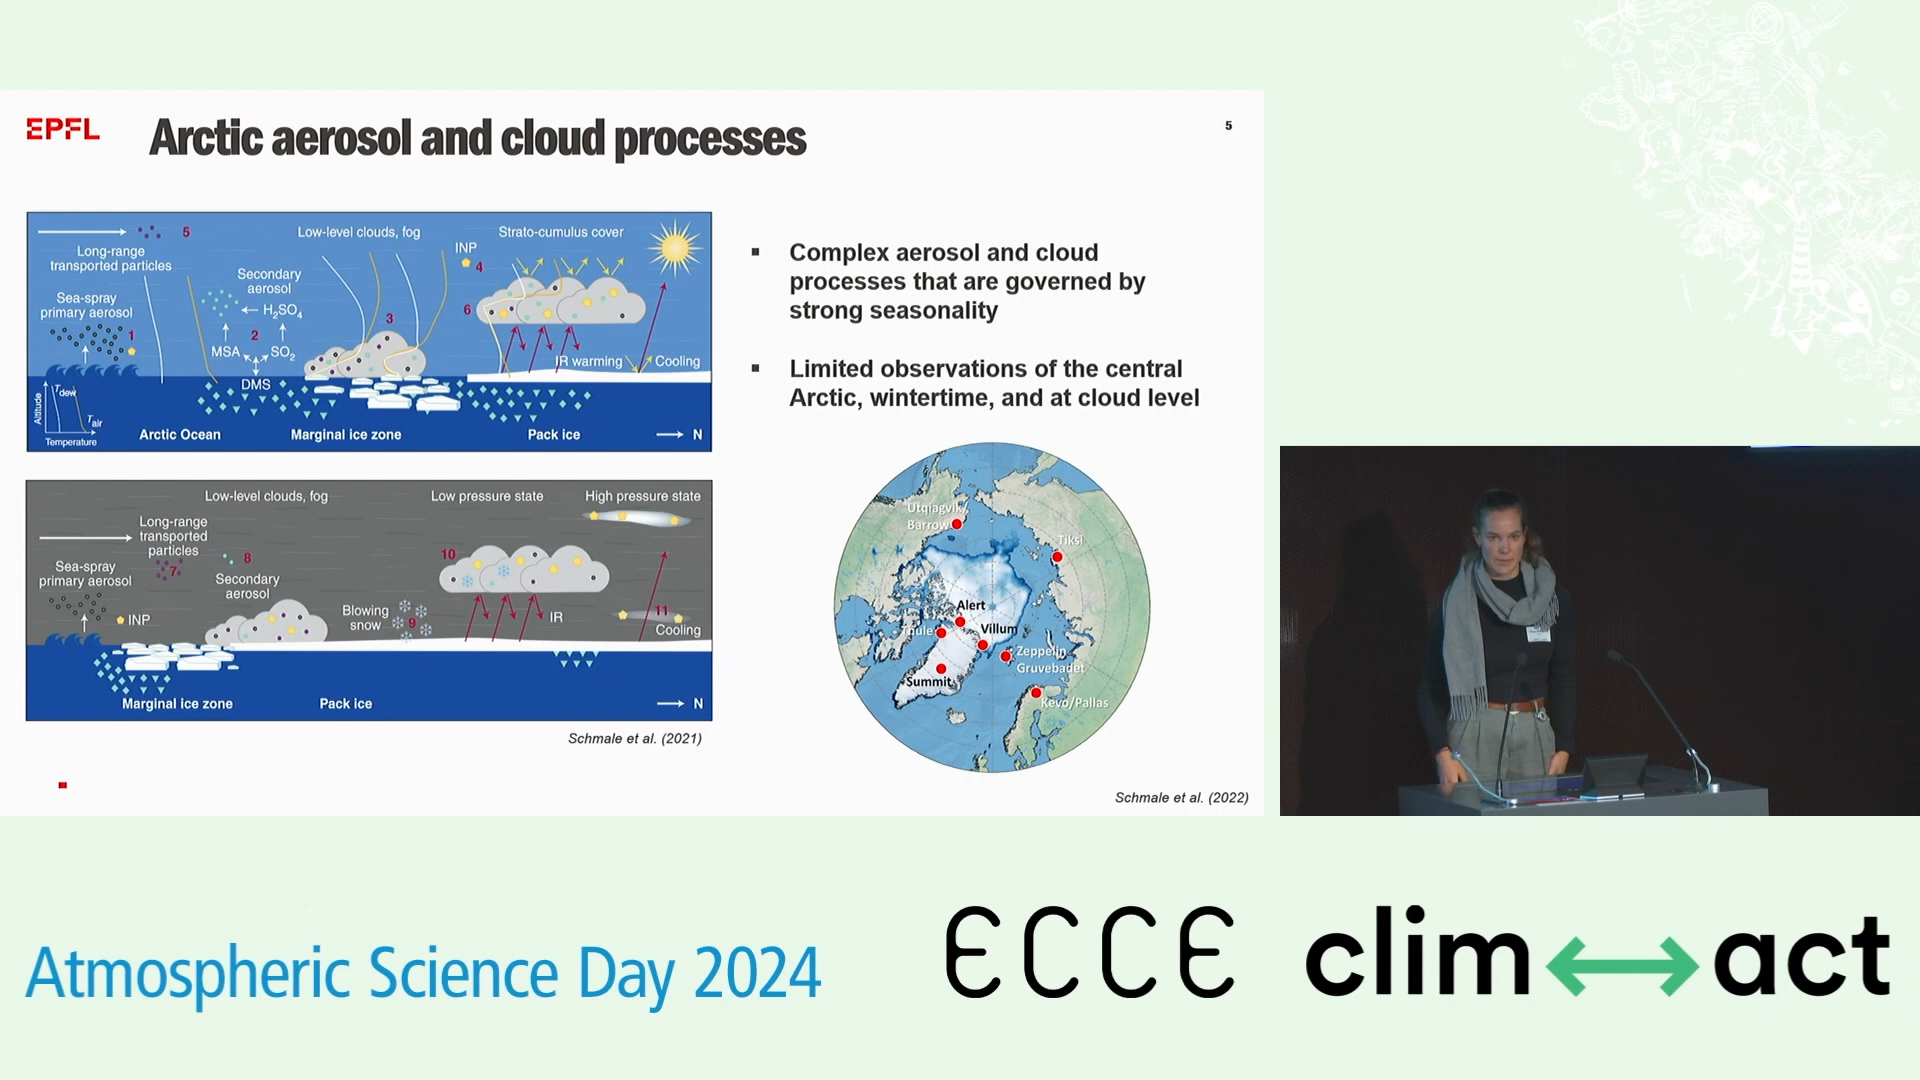 EPFL
Arctic aerosol and cloud processes
5
5
Long-range
transported particles
Low-level clouds, fog
Strato-cumulus cover
INP
4
Secondary
aerosol
Sea-spray
primary aerosol
H2SO4
1
2
3
6
MSA
SO2
DMS
IR warming
Cooling
Altitude
Tdew
Tair
Temperature
Arctic Ocean
Marginal ice zone
Pack ice
N
Low-level clouds, fog
Low pressure state
High pressure state
Long-range
transported
particles
7
8
Sea-spray
primary aerosol
Secondary
aerosol
10
INP
Blowing
snow
9
IR
11
Cooling
Marginal ice zone
Pack ice
N
Schmale et al. (2021)
▪ Complex aerosol and cloud
processes that are governed by
strong seasonality
▪ Limited observations of the central
Arctic, wintertime, and at cloud level
Utqiagvik/
Barrow
Tiksi
Alert
Thule
Villum
Zeppelin
Gruvebadet
Summit
Kevo/Pallas
Schmale et al. (2022)
Atmospheric Science Day 2024
ECCE
clim act